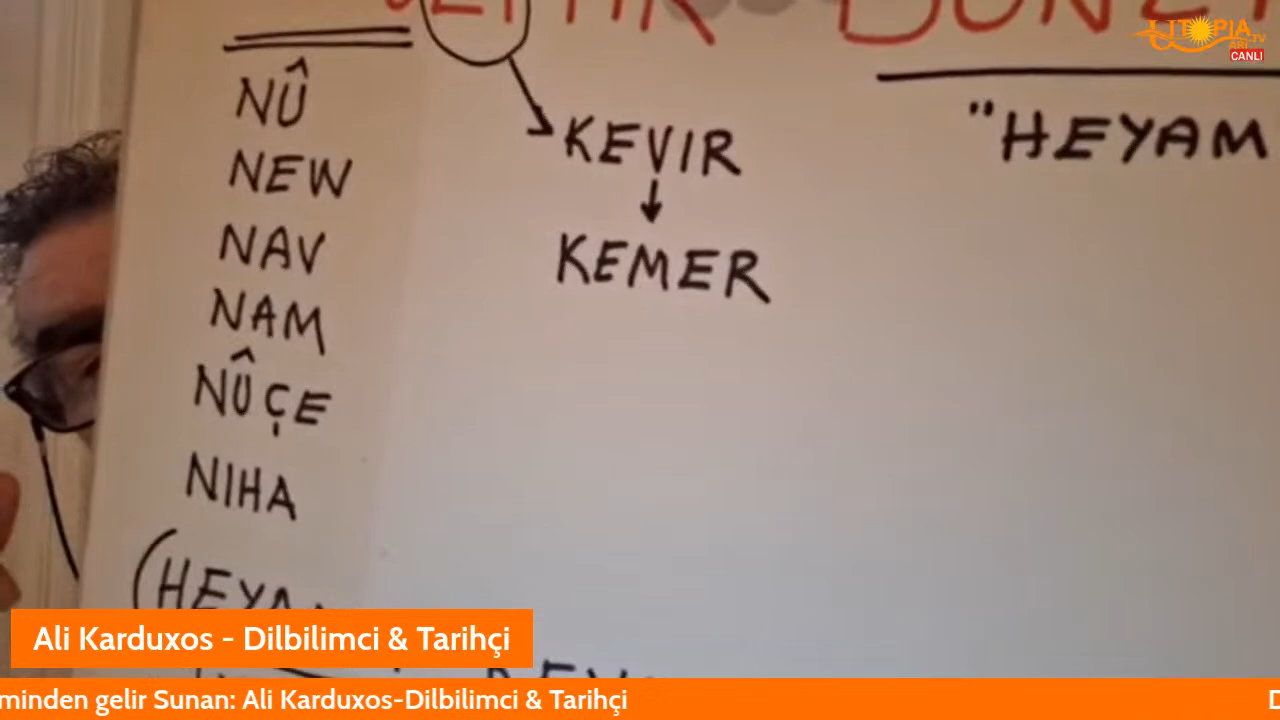 UTOPIA
TV
CANLI
NÛ
NEW
NAV
NAM
NÛÇE
NIHA
KEVIR
KEMER
"HEYAM
Ali Karduxos - Dilbilimci & Tarihçi
minden gelir Sunan: Ali Karduxos-Dilbilimci & Tarihçi